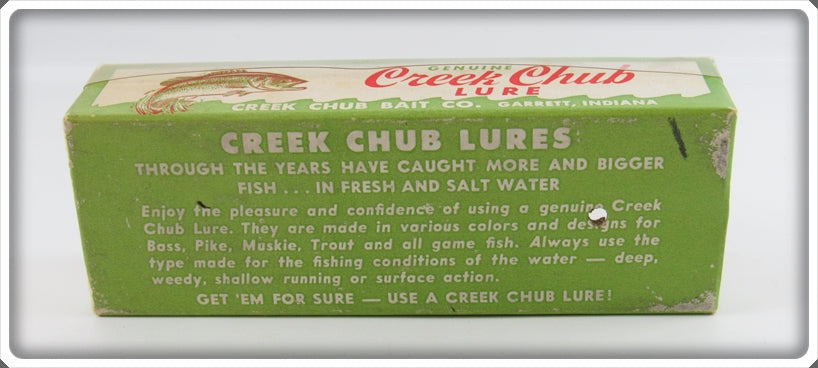 GENUINE
Creek Chub
LURE
CREEK CHUB BAIT CO. GARRETT, INDIANA
CREEK CHUB LURES
THROUGH THE YEARS HAVE CAUGHT MORE AND BIGGER
FISH . . . IN FRESH AND SALT WATER
Enjoy the pleasure and confidence of using a genuine Creek
Chub Lure. They are made in various colors and designs for
Bass, Pike, Muskie, Trout and all game fish. Always use the
type made for the fishing conditions of the water — deep,
weedy, shallow running or surface action.
GET 'EM FOR SURE — USE A CREEK CHUB LURE!